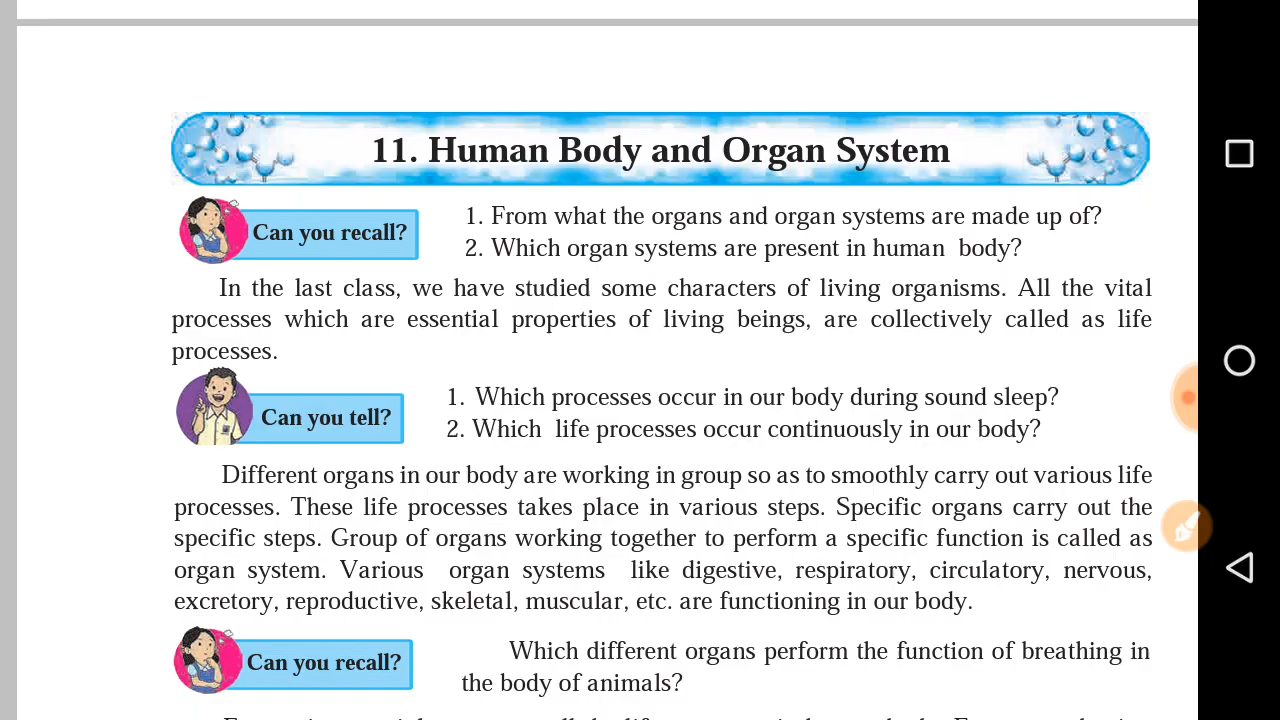 11. Human Body and Organ System
Can you recall?
1. From what the organs and organ systems are made up of?
2. Which organ systems are present in human body?
In the last class, we have studied some characters of living organisms. All the vital
processes which are essential properties of living beings, are collectively called as life
processes.
Can you tell?
1. Which processes occur in our body during sound sleep?
2. Which life processes occur continuously in our body?
Different organs in our body are working in group so as to smoothly carry out various life
processes. These life processes takes place in various steps. Specific organs carry out the
specific steps. Group of organs working together to perform a specific function is called as
organ system. Various organ systems like digestive, respiratory, circulatory, nervous,
excretory, reproductive, skeletal, muscular, etc. are functioning in our body.
Can you recall?
Which different organs perform the function of breathing in
the body of animals?